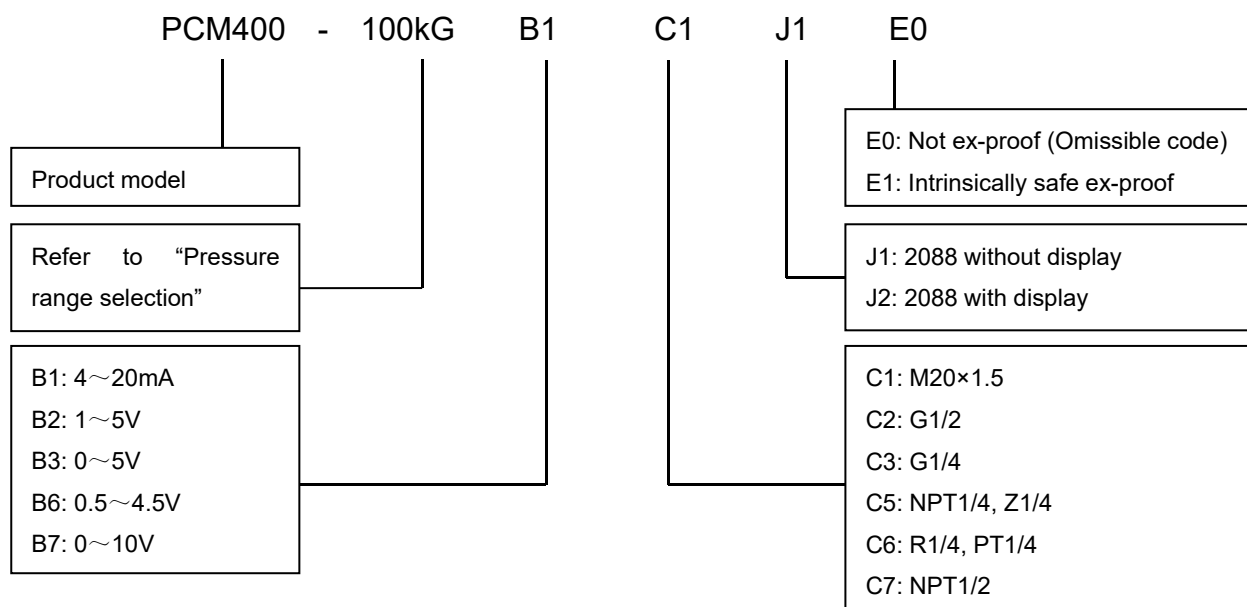 PCM400 - 100kG B1 C1 J1 E0
Product model
Refer to “Pressure
range selection”
B1: 4～20mA
B2: 1～5V
B3: 0～5V
B6: 0.5～4.5V
B7: 0～10V
E0: Not ex-proof (Omissible code)
E1: Intrinsically safe ex-proof
J1: 2088 without display
J2: 2088 with display
C1: M20×1.5
C2: G1/2
C3: G1/4
C5: NPT1/4, Z1/4
C6: R1/4, PT1/4
C7: NPT1/2